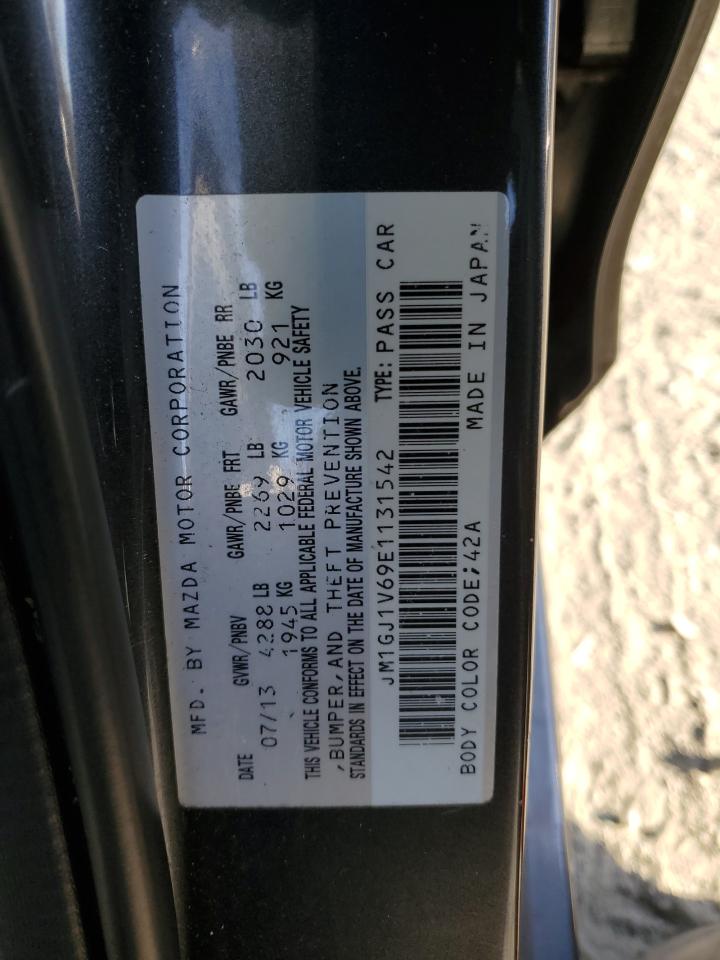 MFD. BY MAZDA MOTOR CORPORATION
DATE GVWR/PNBV GAWR/PNBE FRT GAWR/PNBE RR
07/13 4288 LB 2269 LB 2030 LB
1945 KG 1029 KG 921 KG
THIS VEHICLE CONFORMS TO ALL APPLICABLE FEDERAL MOTOR VEHICLE SAFETY
,BUMPER,AND THEFT PREVENTION
STANDARDS IN EFFECT ON THE DATE OF MANUFACTURE SHOWN ABOVE.
JM1GJ1V69E1131542 TYPE: PASS CAR
BODY COLOR CODE;42A MADE IN JAPAN